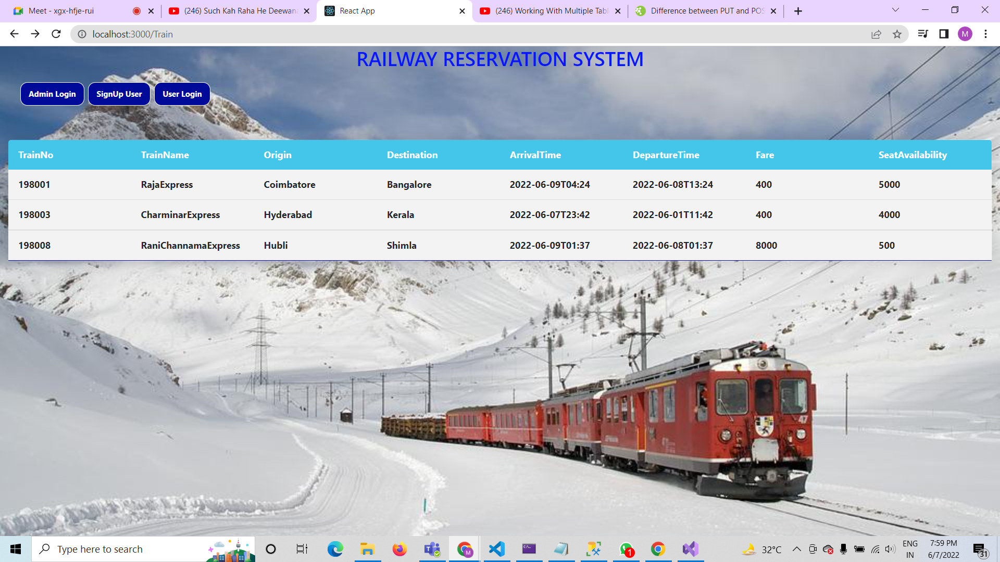 Meet - xgx-hfje-rui
(246) Such Kah Raha He Deewan
React App
(246) Working With Multiple Tabl
Difference between PUT and POS
localhost:3000/Train
M
RAILWAY RESERVATION SYSTEM
Admin Login SignUp User User Login
TrainNo TrainName Origin Destination ArrivalTime DepartureTime Fare SeatAvailability
198001 RajaExpress Coimbatore Bangalore 2022-06-09T04:24 2022-06-08T13:24 400 5000
198003 CharminarExpress Hyderabad Kerala 2022-06-07T23:42 2022-06-01T11:42 400 4000
198008 RaniChannamaExpress Hubli Shimla 2022-06-09T01:37 2022-06-08T01:37 8000 500
47
Type here to search
M
1
32°C
ENG
IN
7:59 PM
6/7/2022
31